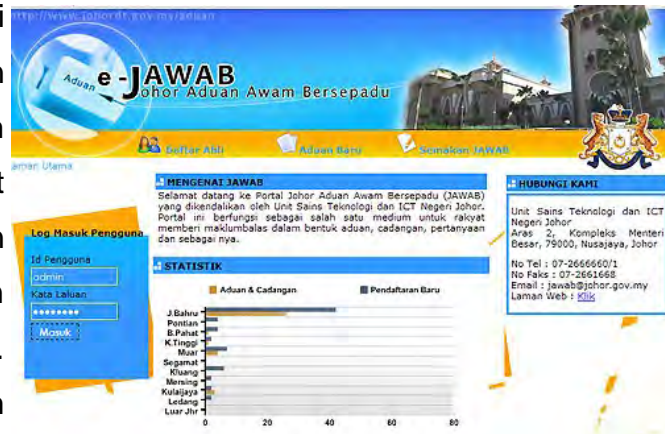 http://www.johordt.gov.my/aduan
Aduan
e-JAWAB
Johor Aduan Awam Bersepadu
Daftar Ahli
Aduan Baru
Semakan JAWAB
aman Utama
MENGENAI JAWAB
Selamat datang ke Portal Johor Aduan Awam Bersepadu (JAWAB)
yang dikendalikan oleh Unit Sains Teknologi dan ICT Negeri Johor.
Portal ini berfungsi sebagai salah satu medium untuk rakyat
memberi maklumbalas dalam bentuk aduan, cadangan, pertanyaan
dan sebagai nya.
HUBUNGI KAMI
Unit Sains Teknologi dan ICT
Negeri Johor
Aras 2, Kompleks Menteri
Besar, 79000, Nusajaya, Johor
No Tel : 07-2666660/1
No Faks : 07-2661668
Email : jawab@johor.gov.my
Laman Web : Klik
Log Masuk Pengguna
Id Pengguna
admin
Kata Laluan
Masuk
STATISTIK
Aduan & Cadangan
Pendaftaran Baru
J.Bahru
Pontian
B.Pahat
K.Tinggi
Muar
Segamat
Kluang
Mersing
Kulaijaya
Ledang
Luar Jhr
0 20 40 60 80